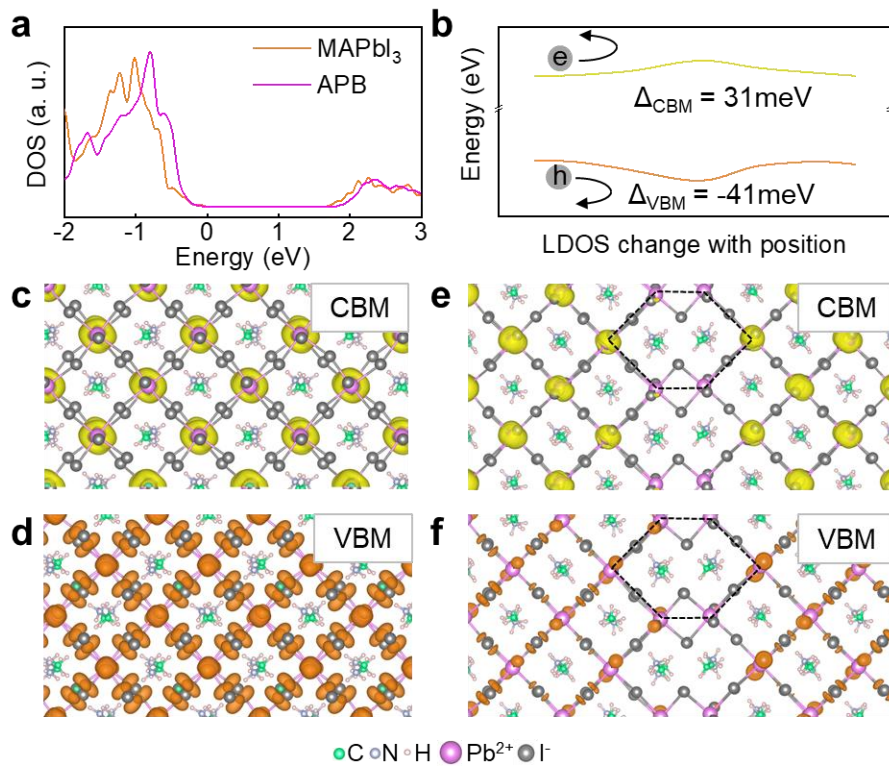 a
MAPbI₃
APB
DOS (a. u.)
-2 -1 0 1 2 3
Energy (eV)
b
e
Δ_CBM = 31meV
h
Δ_VBM = -41meV
Energy (eV)
LDOS change with position
c
CBM
e
CBM
d
VBM
f
VBM
C N H Pb²⁺ I⁻